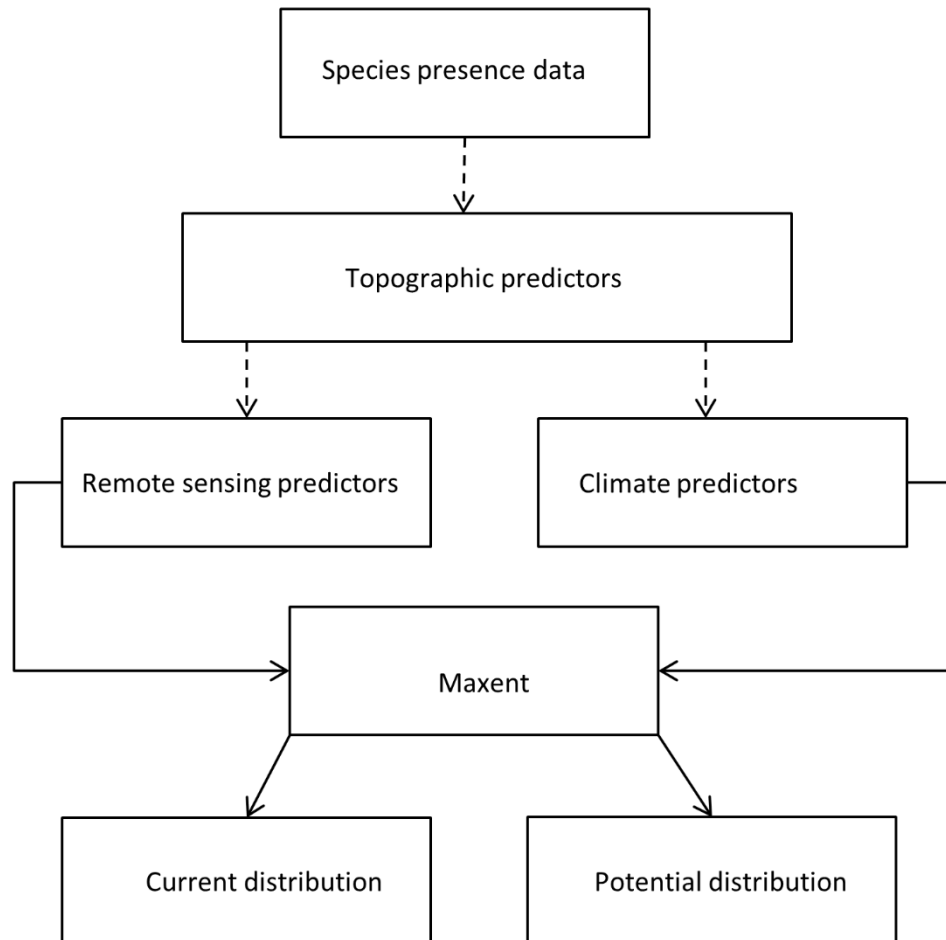 Species presence data
Topographic predictors
Remote sensing predictors
Climate predictors
Maxent
Current distribution
Potential distribution